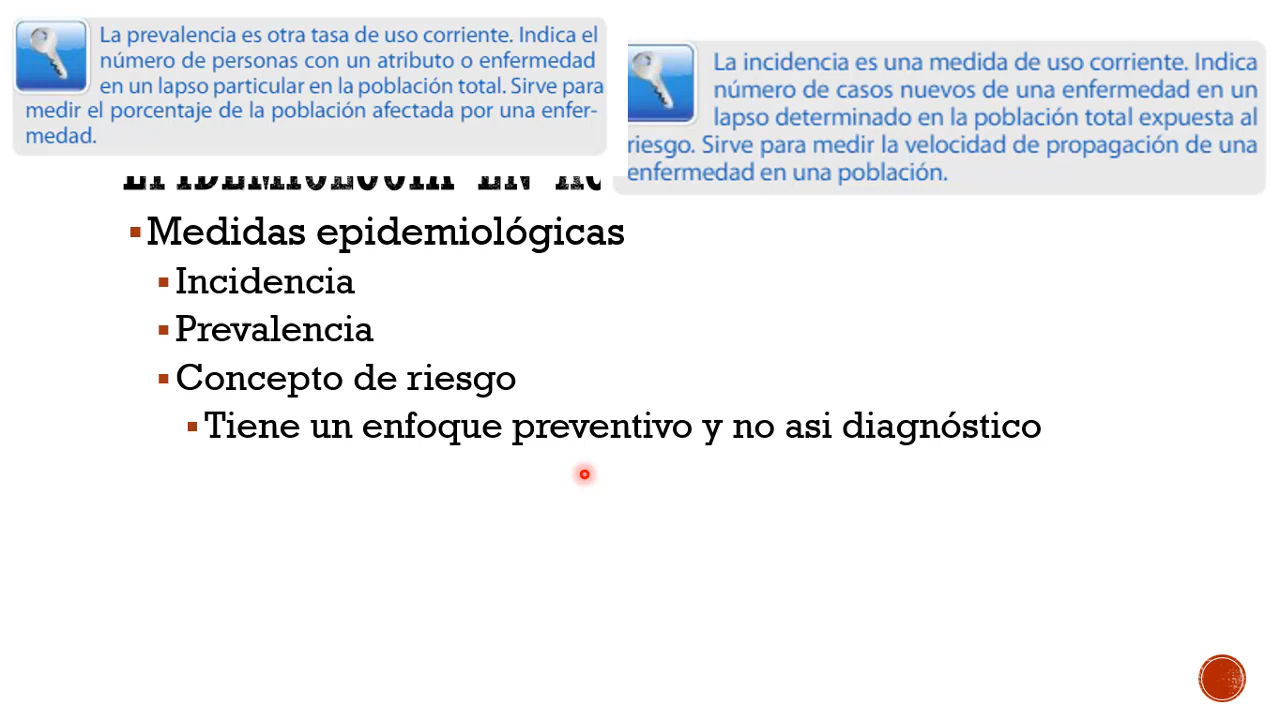 La prevalencia es otra tasa de uso corriente. Indica el
número de personas con un atributo o enfermedad
en un lapso particular en la población total. Sirve para
medir el porcentaje de la población afectada por una enfer-
medad.
La incidencia es una medida de uso corriente. Indica
número de casos nuevos de una enfermedad en un
lapso determinado en la población total expuesta al
riesgo. Sirve para medir la velocidad de propagación de una
enfermedad en una población.
EPIDEMIOLOGIA EN
Medidas epidemiológicas
Incidencia
Prevalencia
Concepto de riesgo
Tiene un enfoque preventivo y no asi diagnóstico